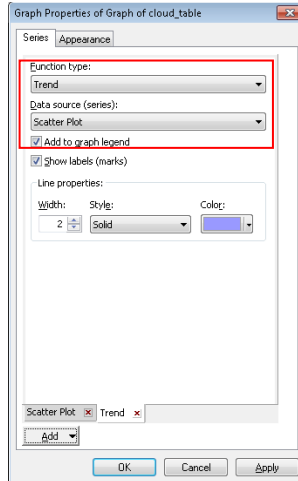 Graph Properties of Graph of cloud_table
Series Appearance
Function type:
Trend
Data source (series):
Scatter Plot
Add to graph legend
Show labels (marks)
Line properties:
Width: Style: Color:
2 Solid
Scatter Plot Trend
Add
OK Cancel Apply